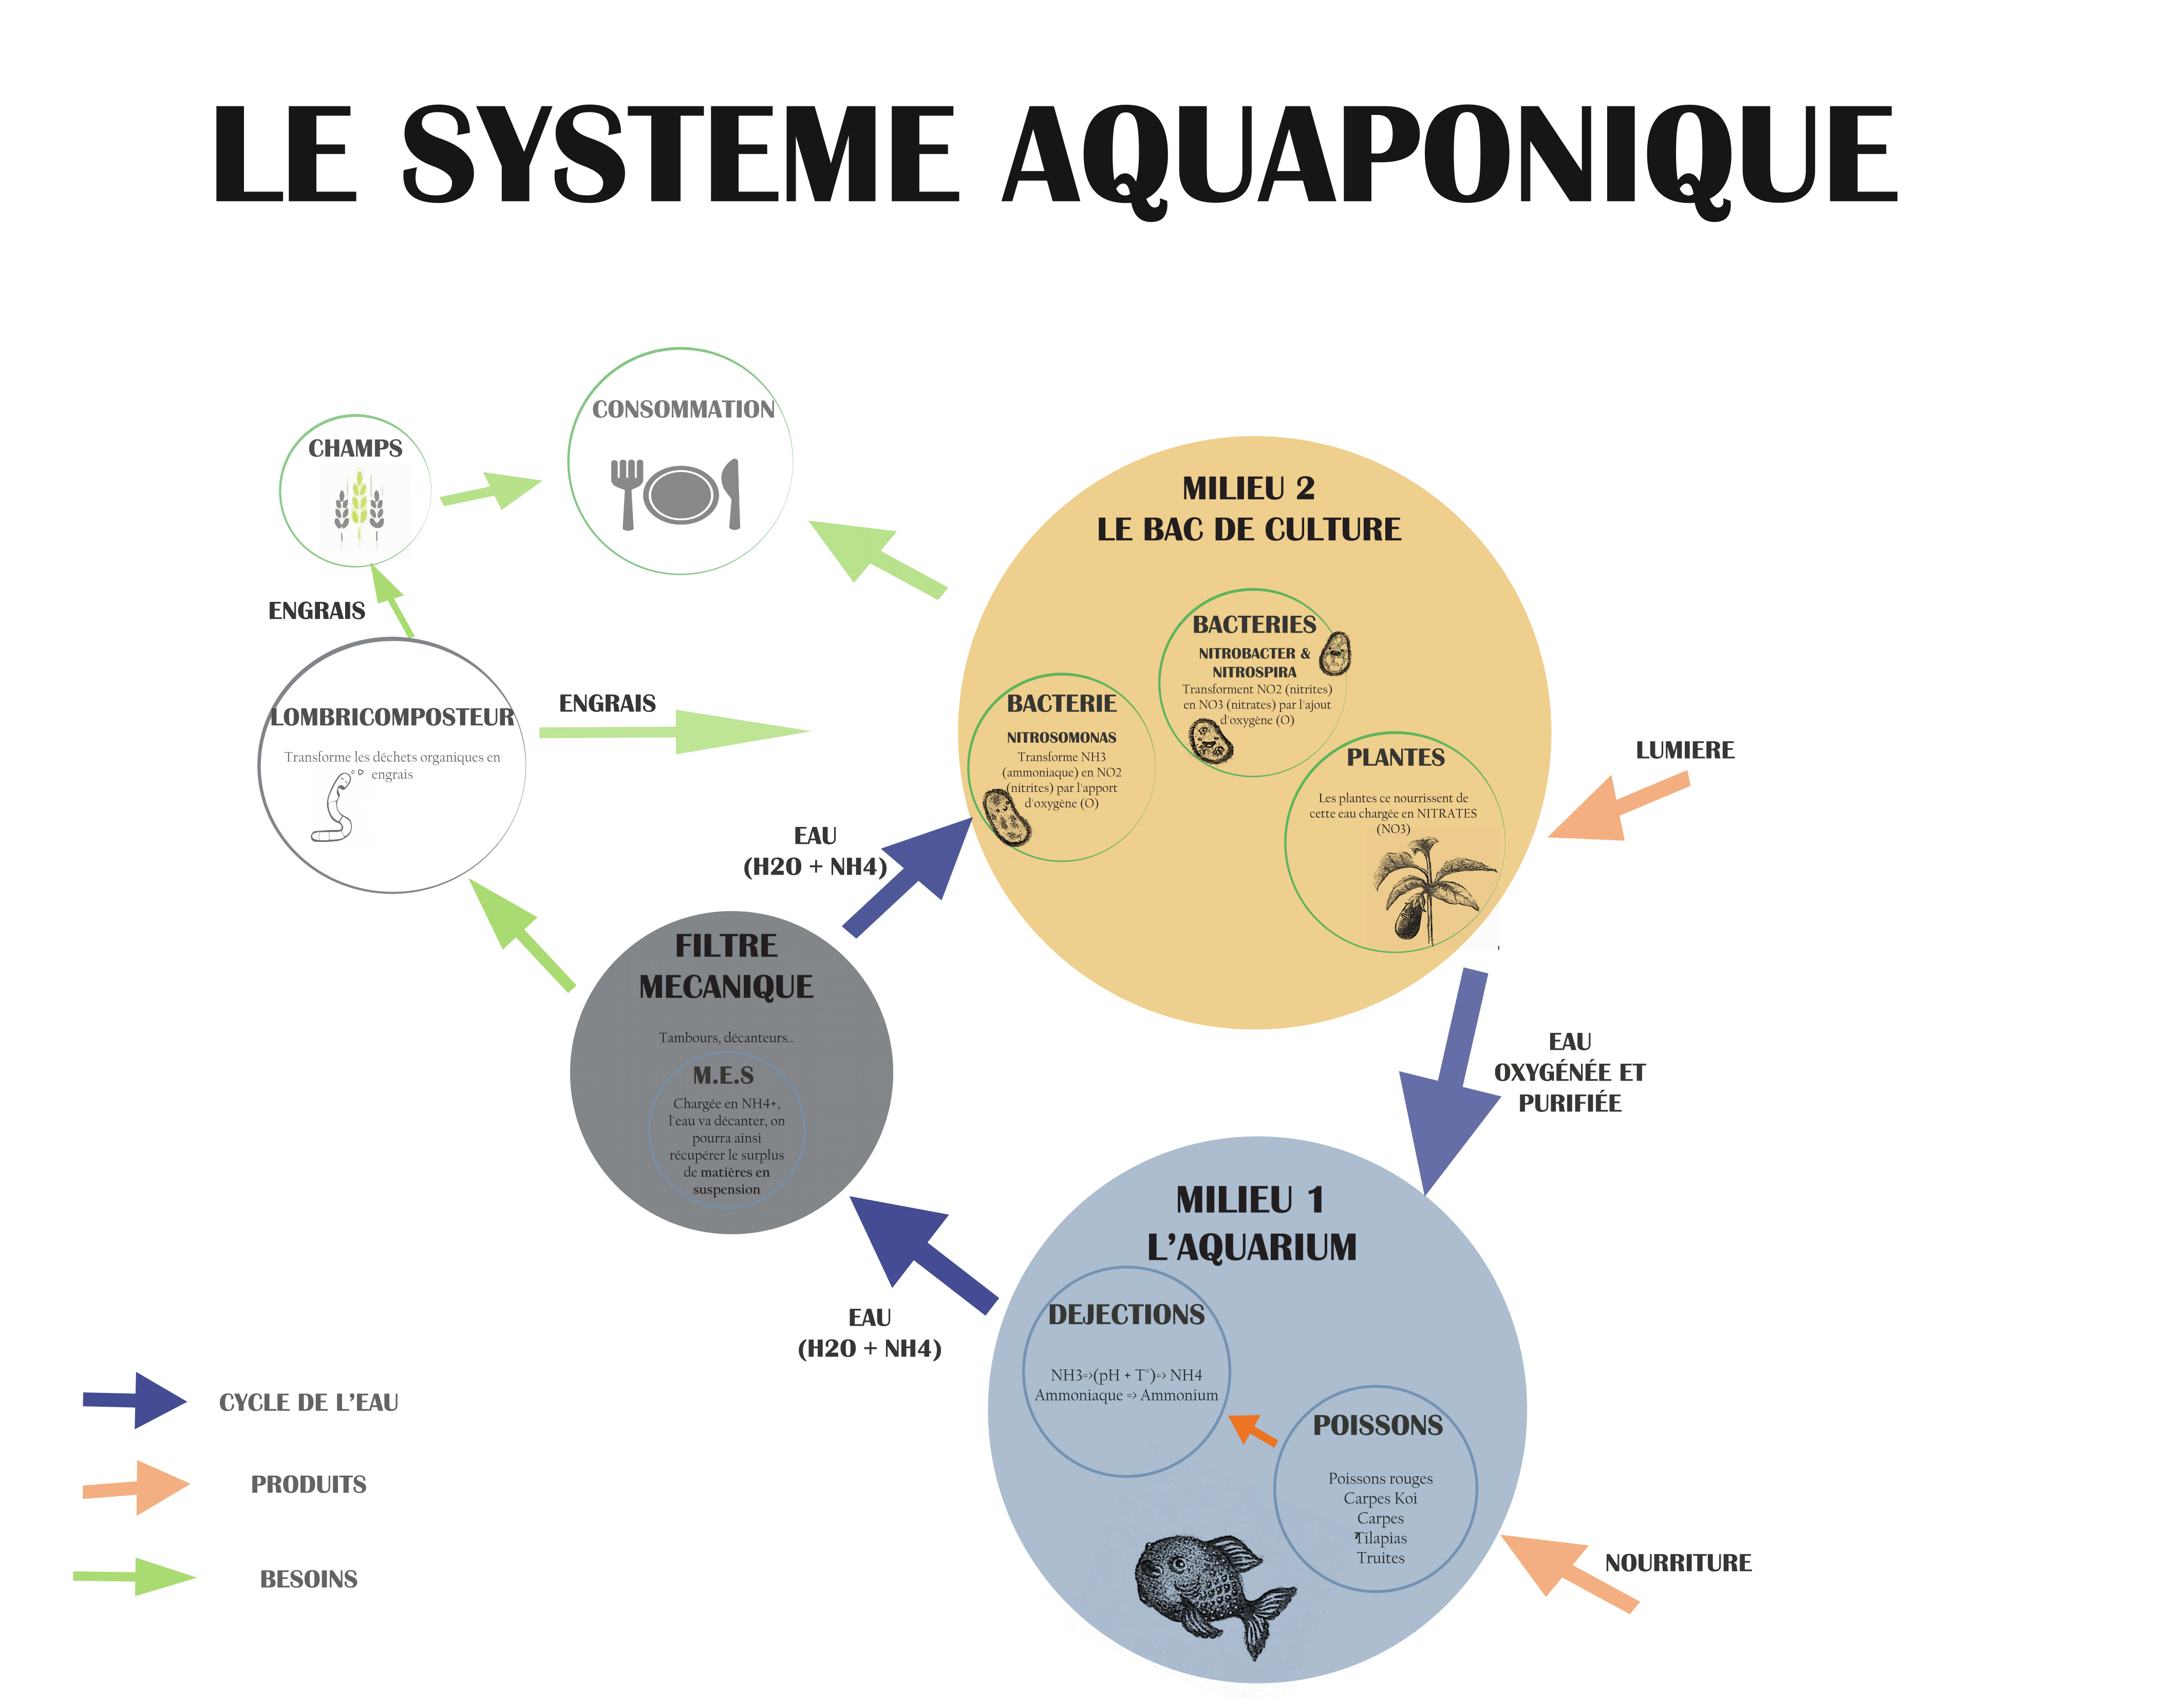 LE SYSTEME AQUAPONIQUE
CONSOMMATION
CHAMPS
ENGRAIS
LOMBRICOMPOSTEUR
Transforme les déchets organiques en
engrais
ENGRAIS
MILIEU 2
LE BAC DE CULTURE
BACTERIES
NITROBACTER &
NITROSPIRA
Transforment NO2 (nitrites)
en NO3 (nitrates) par l'ajout
d'oxygène (O)
BACTERIE
NITROSOMONAS
Transforme NH3
(ammoniaque) en NO2
(nitrites) par l'apport
d'oxygène (O)
PLANTES
Les plantes ce nourrissent de
cette eau chargée en NITRATES
(NO3)
LUMIERE
EAU
(H2O + NH4)
FILTRE
MECANIQUE
Tambours, décanteurs..
M.E.S
Chargée en NH4+,
l'eau va décanter, on
pourra ainsi
récupérer le surplus
de matières en
suspension
EAU
OXYGÉNÉE ET
PURIFIÉE
MILIEU 1
L'AQUARIUM
DEJECTIONS
NH3=>(pH + T°)=> NH4
Ammoniaque => Ammonium
EAU
(H2O + NH4)
POISSONS
Poissons rouges
Carpes Koi
Carpes
Tilapias
Truites
NOURRITURE
CYCLE DE L'EAU
PRODUITS
BESOINS